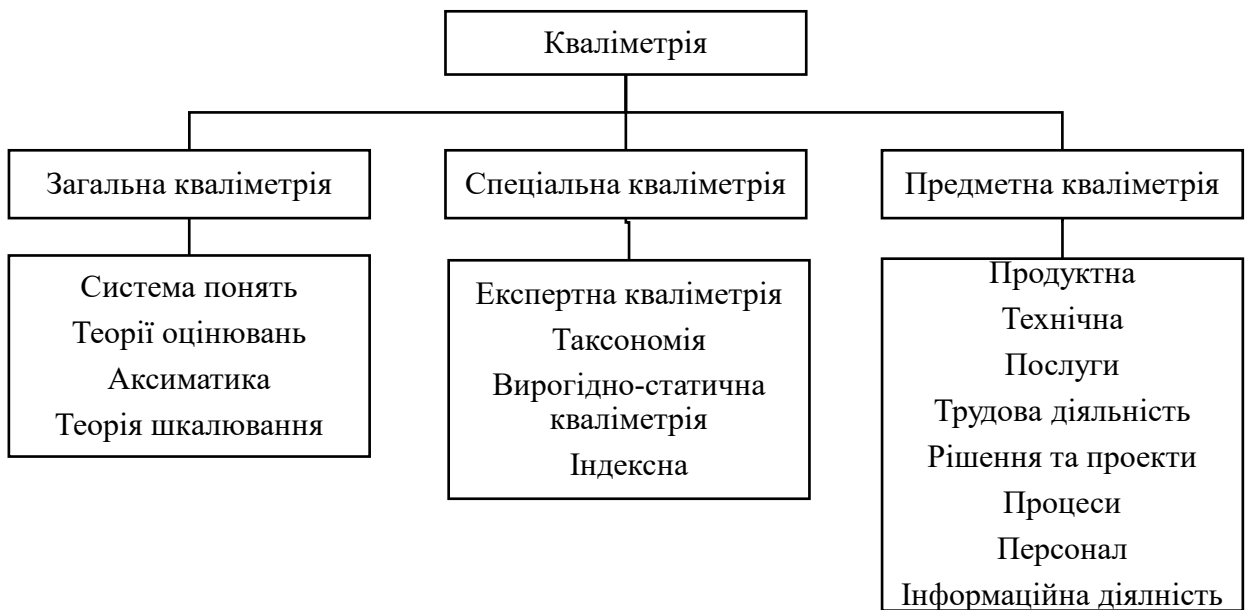 Кваліметрія
Загальна кваліметрія
Спеціальна кваліметрія
Предметна кваліметрія
Система понять
Теорії оцінювань
Аксиматика
Теорія шкалювання
Експертна кваліметрія
Таксономія
Вирогідно-статична
кваліметрія
Індексна
Продуктна
Технічна
Послуги
Трудова діяльність
Рішення та проекти
Процеси
Персонал
Інформаційна діялність